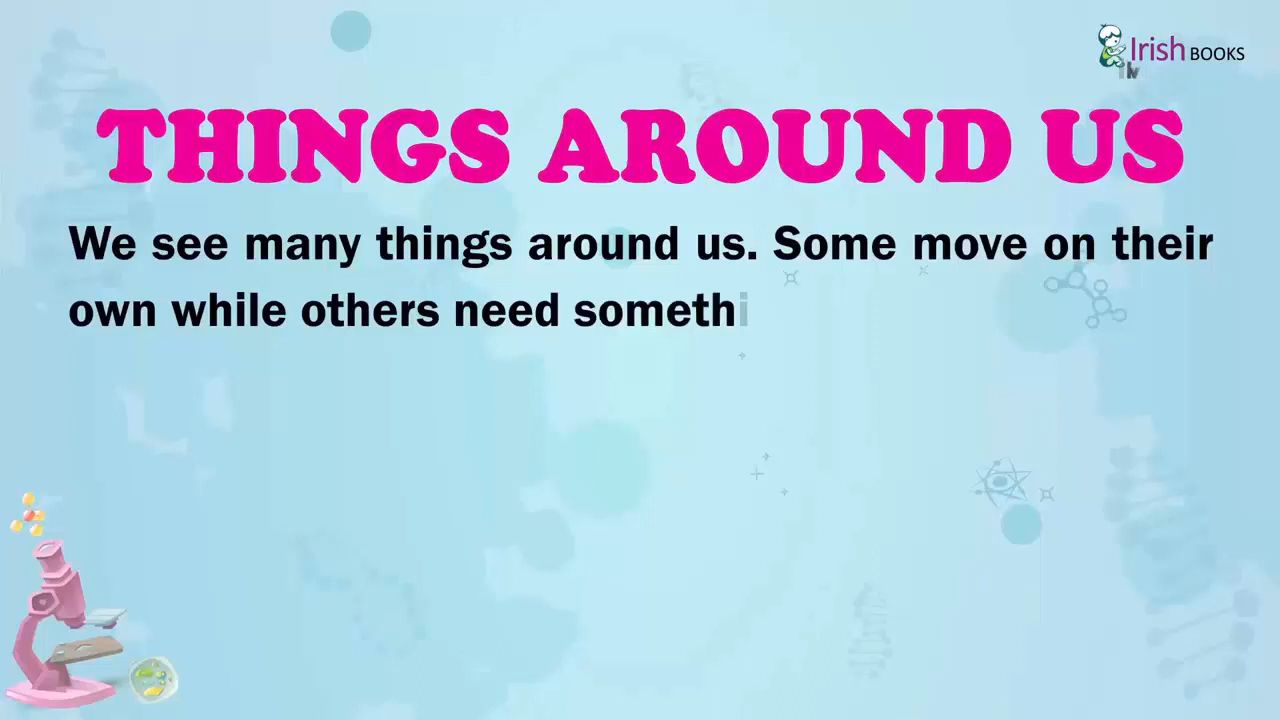 Irish BOOKS
THINGS AROUND US
We see many things around us. Some move on their
own while others need somethi